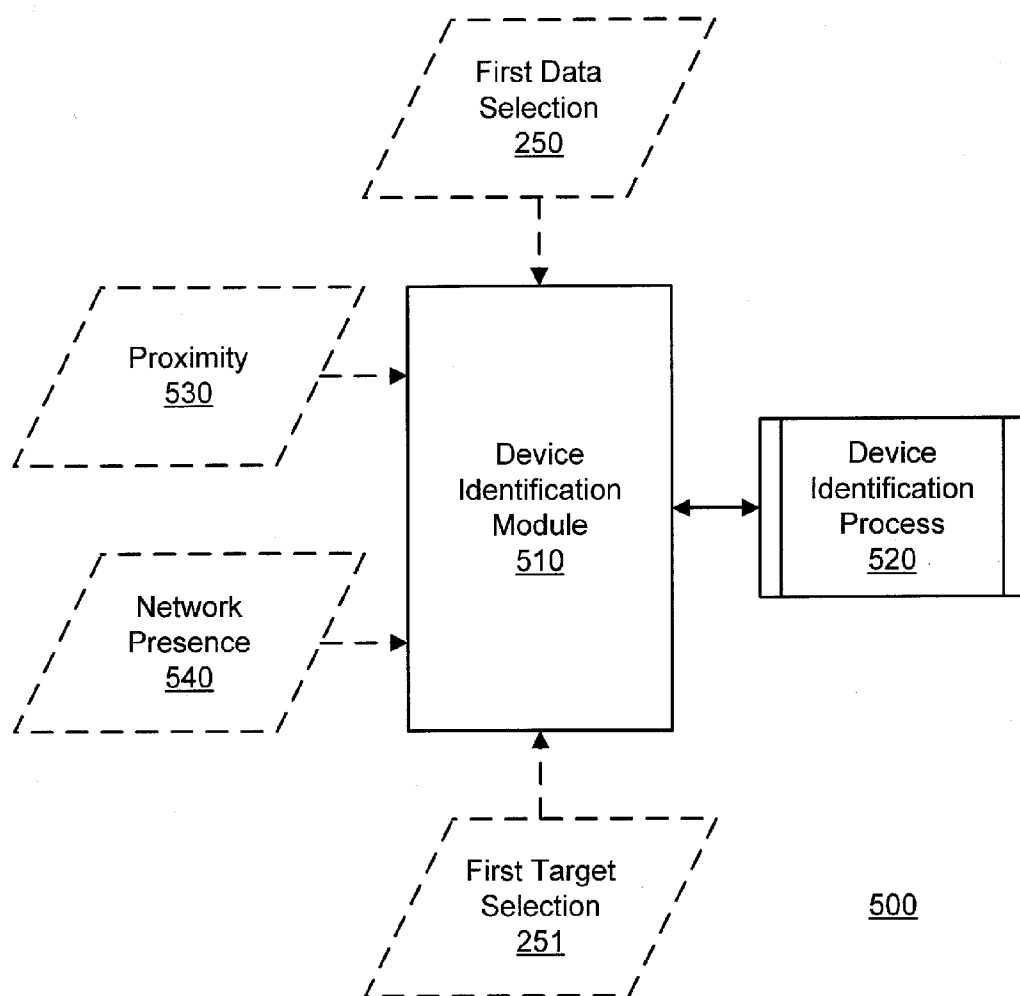 First Data
Selection
250
Proximity
530
Device
Identification
Module
510
Device
Identification
Process
520
Network
Presence
540
First Target
Selection
251
500